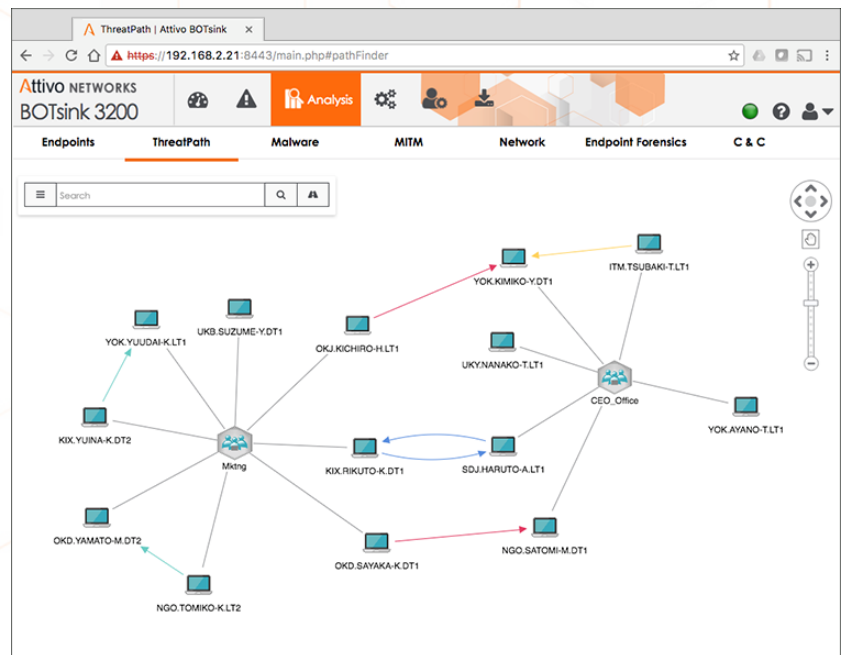 ThreatPath | Attivo BOTsink
https://192.168.2.21:8443/main.php#pathFinder
Attivo NETWORKS
BOTsink 3200
Analysis
Endpoints ThreatPath Malware MITM Network Endpoint Forensics C & C
Search
ITM.TSUBAKI-T.LT1
YOK.KIMIKO-Y.DT1
UKB.SUZUME-Y.DT1
YOK.YUUDAI-K.LT1
OKJ.KICHIRO-H.LT1
UKY.NANAKO-T.LT1
CEO_Office
YOK.AYANO-T.LT1
KIX.YUINA-K.DT2
Mktng
KIX.RIKUTO-K.DT1
SDJ.HARUTO-A.LT1
OKD.YAMATO-M.DT2
NGO.SATOMI-M.DT1
OKD.SAYAKA-K.DT1
NGO.TOMIKO-K.LT2